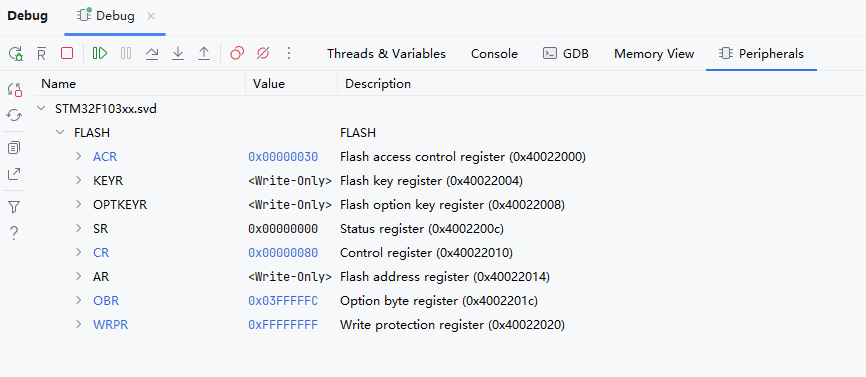 Debug Debug
Threads & Variables Console GDB Memory View Peripherals
Name Value Description
STM32F103xx.svd
FLASH FLASH
ACR 0x00000030 Flash access control register (0x40022000)
KEYR <Write-Only> Flash key register (0x40022004)
OPTKEYR <Write-Only> Flash option key register (0x40022008)
SR 0x00000000 Status register (0x4002200c)
CR 0x00000080 Control register (0x40022010)
AR <Write-Only> Flash address register (0x40022014)
OBR 0x03FFFFFC Option byte register (0x4002201c)
WRPR 0xFFFFFFFF Write protection register (0x40022020)